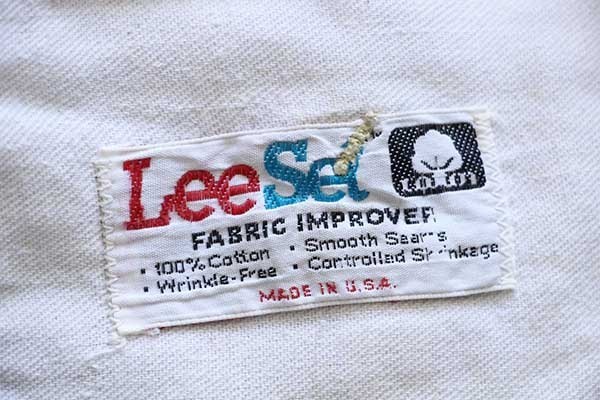 LeeSet
COTTON
FABRIC IMPROVER
• 100% Cotton • Smooth Seams
• Wrinkle-Free • Controlled Shrinkage
MADE IN U.S.A.